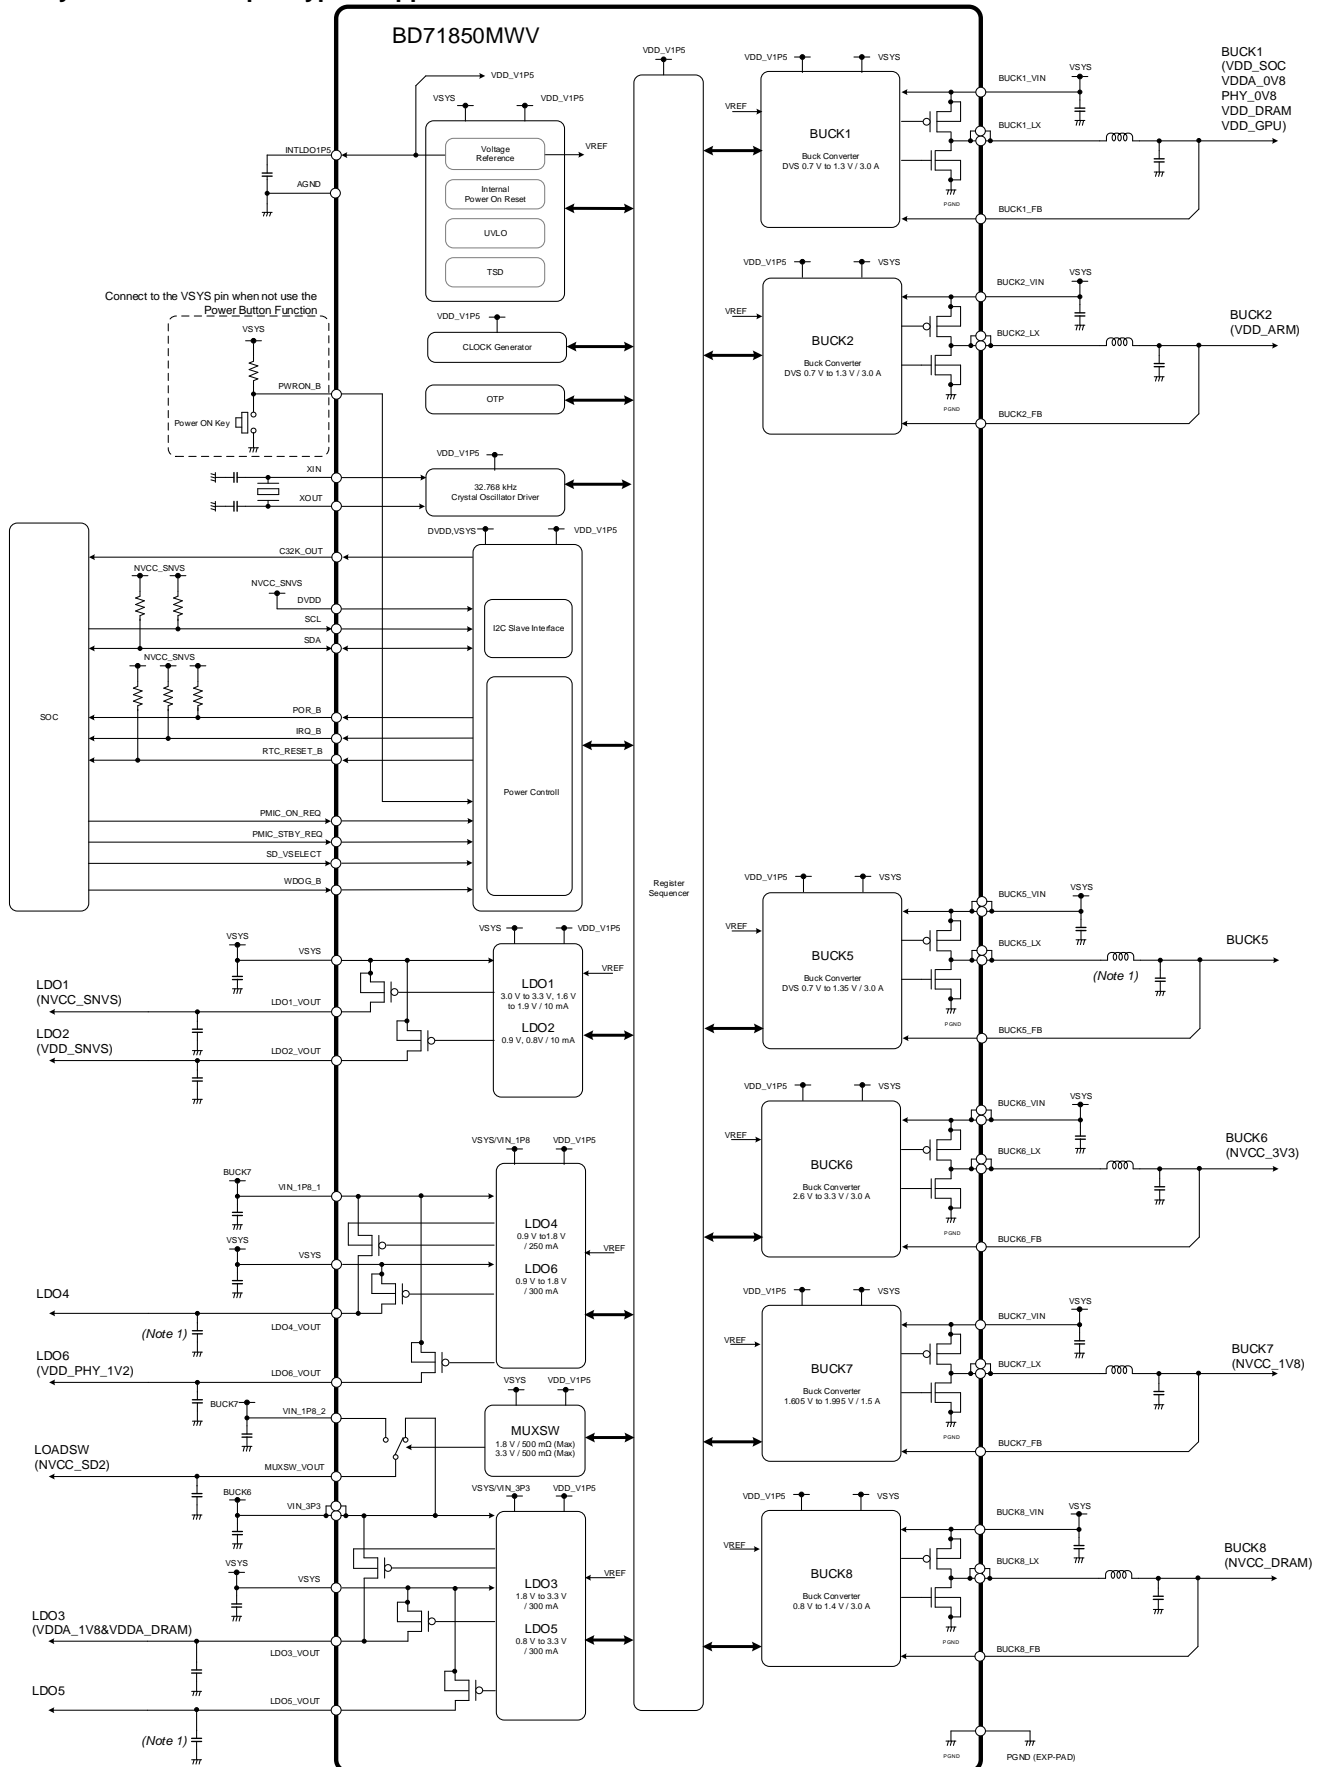 BD71850MWV
VDD_V1P5
VSYS
VDD_V1P5
INTLDO1P5
AGND
Voltage
Reference
VREF
Internal
Power On Reset
UVLO
TSD
Connect to the VSYS pin when not use the
Power Button Function
VSYS
PWRON_B
Power ON Key
VDD_V1P5
CLOCK Generator
OTP
XIN
XOUT
VDD_V1P5
32.768 kHz
Crystal Oscillator Driver
SOC
C32K_OUT
NVCC_SNVS
NVCC_SNVS
DVDD
SCL
SDA
NVCC_SNVS
POR_B
IRQ_B
RTC_RESET_B
PMIC_ON_REQ
PMIC_STBY_REQ
SD_VSELECT
WDOG_B
DVDD,VSYS
VDD_V1P5
I2C Slave Interface
Power Controll
VSYS
VSYS
LDO1
(NVCC_SNVS)
LDO1_VOUT
LDO2
(VDD_SNVS)
LDO2_VOUT
VSYS
VDD_V1P5
LDO1
3.0 V to 3.3 V, 1.6 V
to 1.9 V / 10 mA
LDO2
0.9 V, 0.8V / 10 mA
VREF
BUCK7
VIN_1P8_1
VSYS
VSYS
LDO4
LDO4_VOUT
(Note 1)
LDO6
(VDD_PHY_1V2)
LDO6_VOUT
VSYS/VIN_1P8
VDD_V1P5
LDO4
0.9 V to1.8 V
/ 250 mA
LDO6
0.9 V to 1.8 V
/ 300 mA
VREF
BUCK7
VIN_1P8_2
LOADSW
(NVCC_SD2)
MUXSW_VOUT
VSYS
VDD_V1P5
MUXSW
1.8 V / 500 mΩ (Max)
3.3 V / 500 mΩ (Max)
BUCK6
VIN_3P3
VSYS
VSYS
LDO3
(VDDA_1V8&VDDA_DRAM)
LDO3_VOUT
LDO5
LDO5_VOUT
(Note 1)
VSYS/VIN_3P3
VDD_V1P5
LDO3
1.8 V to 3.3 V
/ 300 mA
LDO5
0.8 V to 3.3 V
/ 300 mA
VREF
VDD_V1P5
Register
Sequencer
VDD_V1P5
VSYS
VREF
BUCK1
Buck Converter
DVS 0.7 V to 1.3 V / 3.0 A
PGND
BUCK1_VIN
VSYS
BUCK1_LX
BUCK1_FB
BUCK1
(VDD_SOC
VDDA_0V8
PHY_0V8
VDD_DRAM
VDD_GPU)
VDD_V1P5
VSYS
VREF
BUCK2
Buck Converter
DVS 0.7 V to 1.3 V / 3.0 A
PGND
BUCK2_VIN
VSYS
BUCK2_LX
BUCK2_FB
BUCK2
(VDD_ARM)
VDD_V1P5
VSYS
VREF
BUCK5
Buck Converter
DVS 0.7 V to 1.35 V / 3.0 A
PGND
BUCK5_VIN
VSYS
BUCK5_LX
(Note 1)
BUCK5_FB
BUCK5
VDD_V1P5
VSYS
VREF
BUCK6
Buck Converter
2.6 V to 3.3 V / 3.0 A
PGND
BUCK6_VIN
VSYS
BUCK6_LX
BUCK6_FB
BUCK6
(NVCC_3V3)
VDD_V1P5
VSYS
VREF
BUCK7
Buck Converter
1.605 V to 1.995 V / 1.5 A
PGND
BUCK7_VIN
VSYS
BUCK7_LX
BUCK7_FB
BUCK7
(NVCC_1V8)
VDD_V1P5
VSYS
VREF
BUCK8
Buck Converter
0.8 V to 1.4 V / 3.0 A
PGND
BUCK8_VIN
VSYS
BUCK8_LX
BUCK8_FB
BUCK8
(NVCC_DRAM)
PGND
PGND (EXP-PAD)